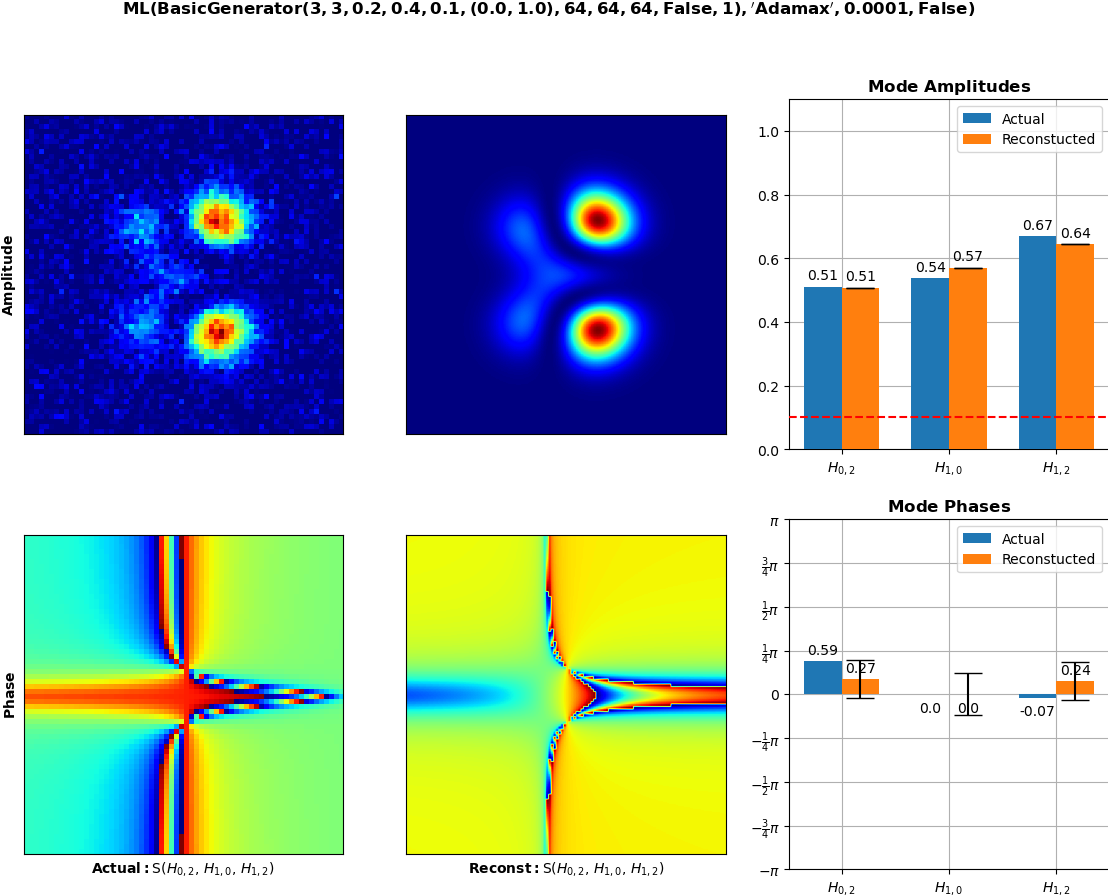 ML(BasicGenerator(3, 3, 0.2, 0.4, 0.1, (0.0, 1.0), 64, 64, 64, False, 1), ′Adamax′, 0.0001, False)
Amplitude
Mode Amplitudes
Actual
Reconstucted
1.0
0.8
0.6
0.4
0.2
0.0
0.51
0.51
0.54
0.57
0.67
0.64
H0,2
H1,0
H1,2
Phase
Actual: S(H0,2, H1,0, H1,2)
Reconst: S(H0,2, H1,0, H1,2)
Mode Phases
Actual
Reconstucted
π
3/4π
1/2π
1/4π
0
−1/4π
−1/2π
−3/4π
−π
0.59
0.27
0.0
0.0
-0.07
0.24
H0,2
H1,0
H1,2